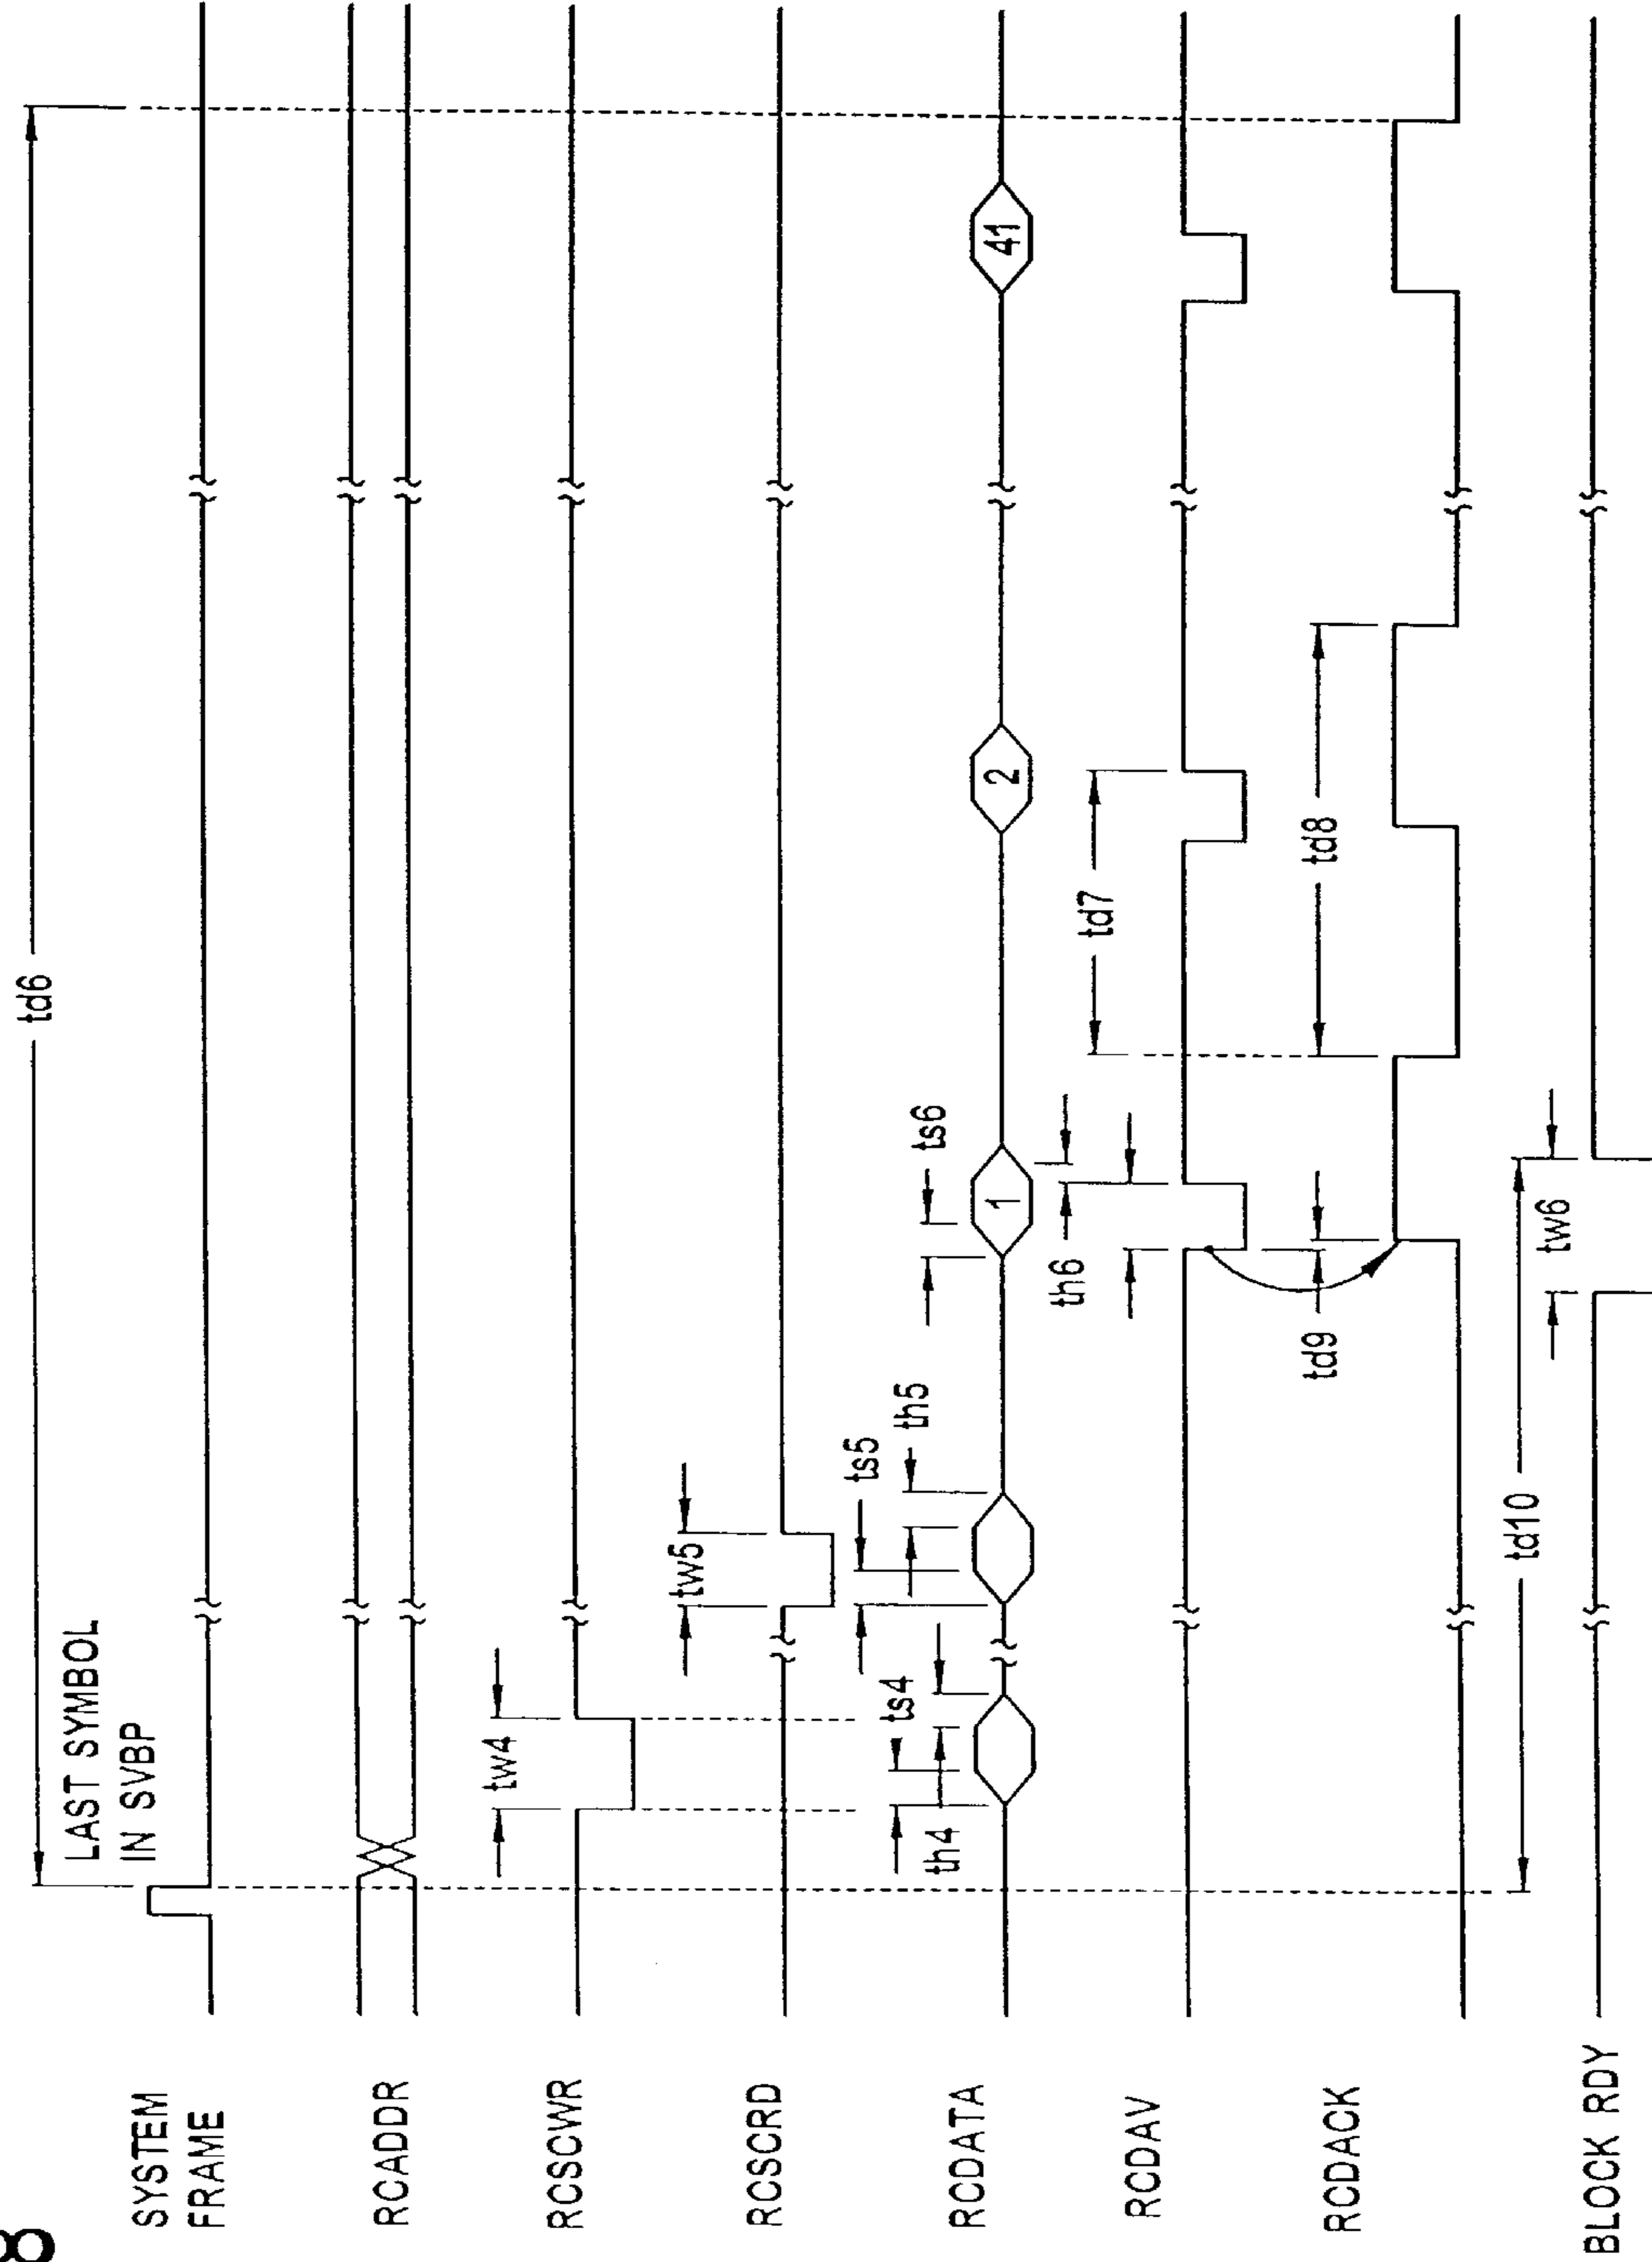 8
td6
LAST SYMBOL
IN SVBP
SYSTEM
FRAME
RCADDR
tw4
RCSCWR
tw5
RCSCRD
th4
ts4
ts5
th5
ts6
RCDATA
1
2
41
th6
td7
RCDAV
td9
td8
RCDACK
td10
tw6
BLOCK RDY